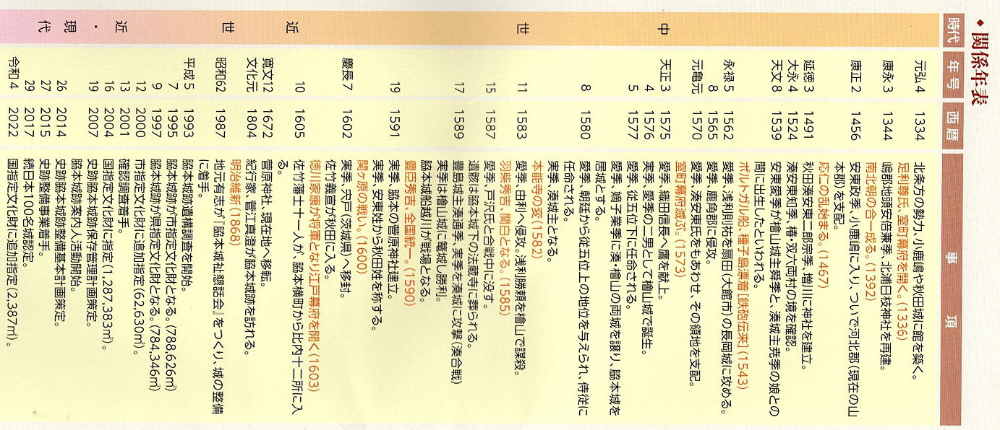 ◆関係年表
時代 年号 西暦 事項
中世
元弘4 1334 北条方の勢力、小鹿嶋や秋田城に館を築く。
足利尊氏、室町幕府を開く。(1336)
康永3 1344 嶋郡地頭安倍兼季、北浦日枝神社を再建。
南北朝の合一成る。(1392)
康正2 1456 安東政季、小鹿嶋に入り、ついで河北郡(現在の山
本郡)を支配。
応仁の乱始まる。(1467)
延徳3 1491 秋田湊安東二郎宗季、増川に神社を建立。
大永4 1524 湊安東知季、椿・双六両村の境を確認。
天文8 1539 安東愛季が檜山城主舜季と、湊城主尭季の娘との
間に出生したといわれる。
ポルトガル船、種子島漂着[鉄砲伝来](1543)
永禄5 1562 愛季、浅利則祐を扇田(大館市)の長岡城に攻める。
8 1565 愛季、鹿角郡に侵攻。
元亀元 1570 愛季、湊安東氏をもあわせ、その領地を支配。
室町幕府滅ぶ。(1573)
天正3 1575 愛季、織田信長へ鷹を献上。
4 1576 実季、愛季の二男として檜山城で誕生。
5 1577 愛季、従五位下に任命される。
愛季、嫡子業季に湊・檜山の両城を譲り、脇本城を
居城とする。
8 1580 愛季、朝廷から従五位上の地位を与えられ、侍従に
任命される。
実季、湊城主となる。
本能寺の変(1582)
11 1583 愛季、由利へ侵攻。浅利勝頼を檜山で謀殺。
羽柴秀吉、関白となる。(1585)
15 1587 愛季、戸沢氏と合戦中に没す。
遺骸は脇本城下の法蔵寺に葬られる。
17 1589 豊島城主湊通季、実季を湊城に攻撃(湊合戦)
実季は檜山城に竜城し勝利。
脇本城船越川が戦場となる。
豊臣秀吉、全国統一。(1590)
19 1591 実季、脇本の菅原神社建立。
実季、安東姓から秋田姓を称する。
関ケ原の戦い。(1600)
近世
慶長7 1602 実季、宍戸(茨城県)へ移封。
佐竹義宣が秋田に入る。
徳川家康が将軍となり江戸幕府を開く(1603)
10 1605 佐竹藩士十一人が、脇本横町から比内十二所に入
る。
寛文12 1672 菅原神社、現在地へ移転。
文化元 1804 紀行家、菅江真澄が脇本城跡を訪れる。
明治維新(1868)
近・現代
昭和62 1987 地元有志が『脇本城址懇話会』をつくり、城の整備
に着手。
平成5 1993 脇本城跡遺構調査を開始。
7 1995 脇本城跡が市指定文化財となる。(788,626㎡)
9 1997 脇本城跡が県指定文化財となる。(784,346㎡)
12 2000 市指定文化財に追加指定(62,630㎡)。
13 2001 確認調査着手。
16 2004 国指定文化財に指定(1,287,383㎡)。
19 2007 史跡脇本城跡保存管理計画策定。
脇本城跡案内人活動開始。
26 2014 史跡脇本城跡整備基本計画策定。
27 2015 史跡整備事業着手。
29 2017 続日本100名城認定。
令和4 2022 国指定文化財に追加指定(2,387㎡)。